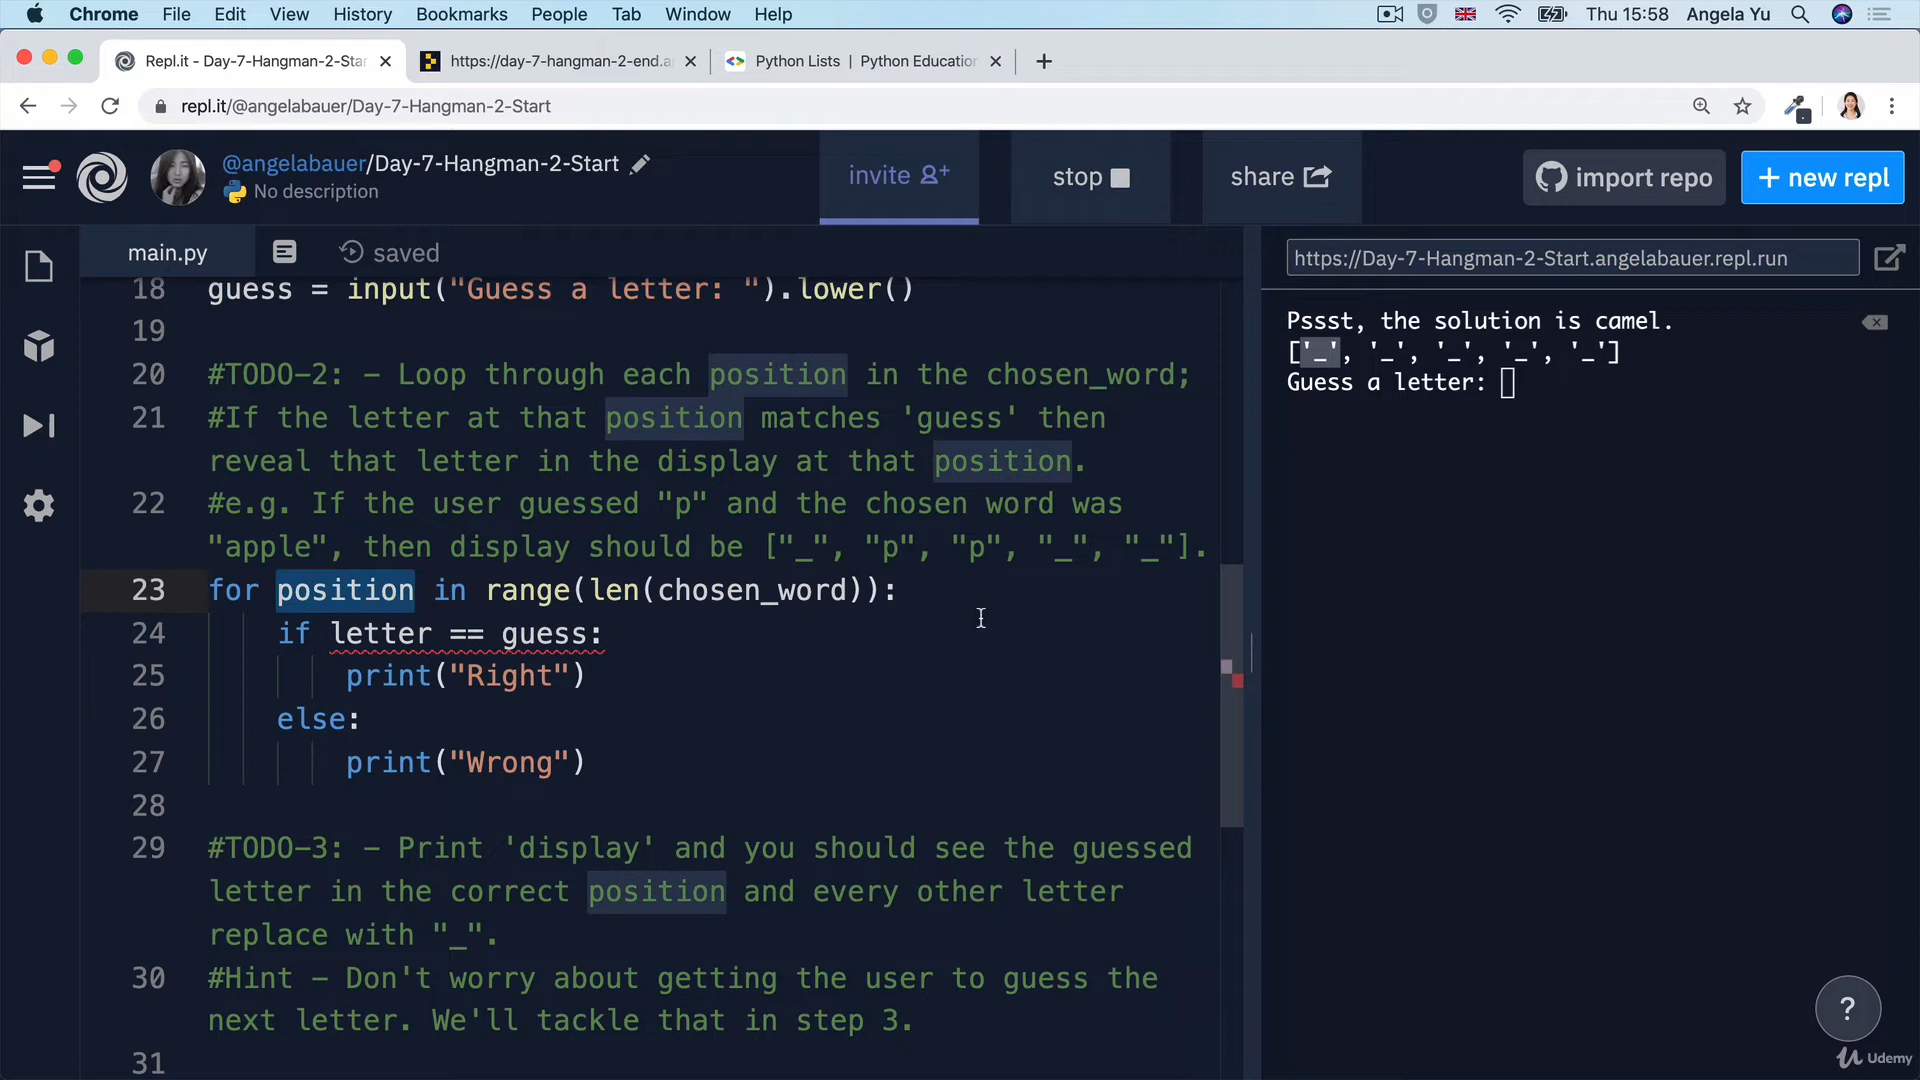 Chrome File Edit View History Bookmarks People Tab Window Help Thu 15:58 Angela Yu
Repl.it - Day-7-Hangman-2-Star https://day-7-hangman-2-end.a Python Lists | Python Education
repl.it/@angelabauer/Day-7-Hangman-2-Start
@angelabauer/Day-7-Hangman-2-Start
No description
invite
stop
share
import repo
+ new repl
main.py
saved
18 guess = input("Guess a letter: ").lower()
19
20 #TODO-2: - Loop through each position in the chosen_word;
21 #If the letter at that position matches 'guess' then
reveal that letter in the display at that position.
22 #e.g. If the user guessed "p" and the chosen word was
"apple", then display should be ["_", "p", "p", "_", "_"].
23 for position in range(len(chosen_word)):
24 if letter == guess:
25 print("Right")
26 else:
27 print("Wrong")
28
29 #TODO-3: - Print 'display' and you should see the guessed
letter in the correct position and every other letter
replace with "_".
30 #Hint - Don't worry about getting the user to guess the
next letter. We'll tackle that in step 3.
31
https://Day-7-Hangman-2-Start.angelabauer.repl.run
Pssst, the solution is camel.
['_', '_', '_', '_', '_']
Guess a letter:
?
Udemy